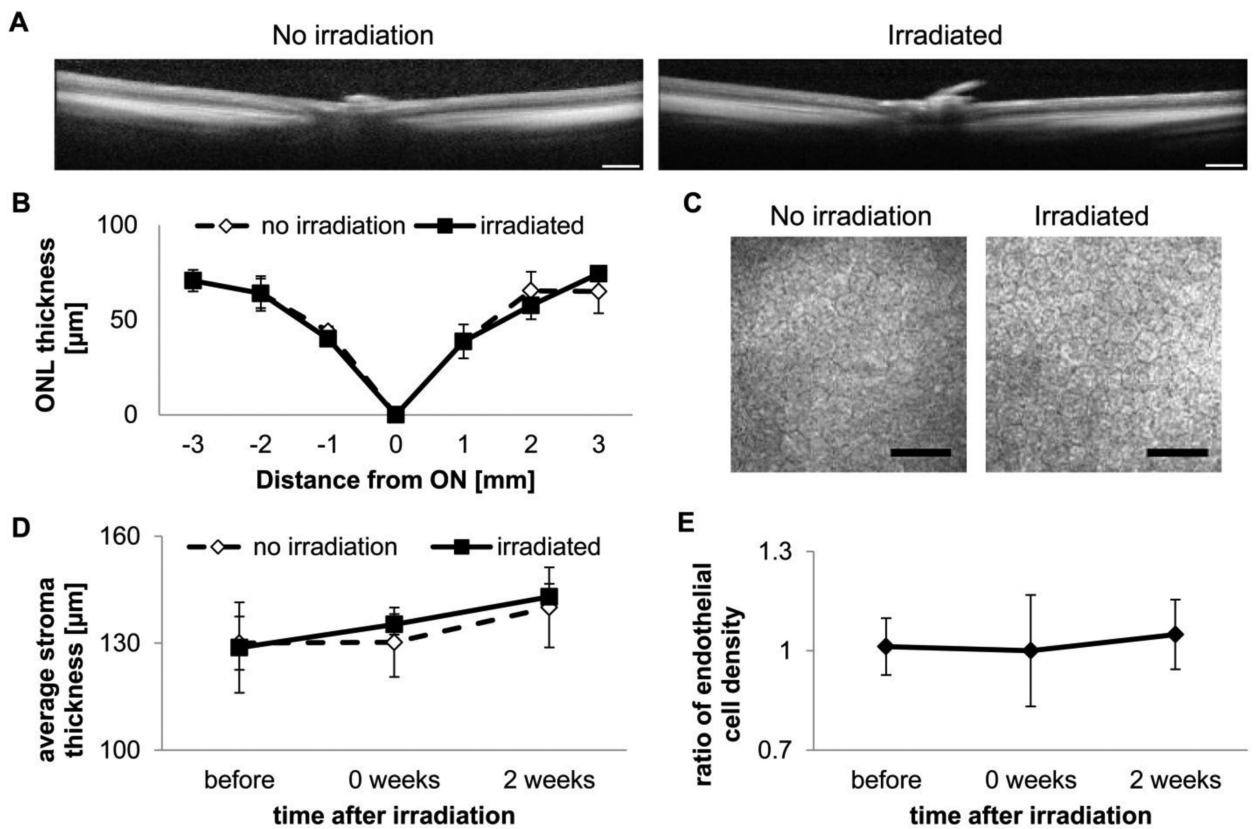 A
No irradiation
Irradiated
B
100
50
0
ONL thickness
[µm]
no irradiation
irradiated
-3 -2 -1 0 1 2 3
Distance from ON [mm]
C
No irradiation
Irradiated
D
160
130
100
average stroma
thickness [µm]
no irradiation
irradiated
before 0 weeks 2 weeks
time after irradiation
E
1.3
1
0.7
ratio of endothelial
cell density
before 0 weeks 2 weeks
time after irradiation